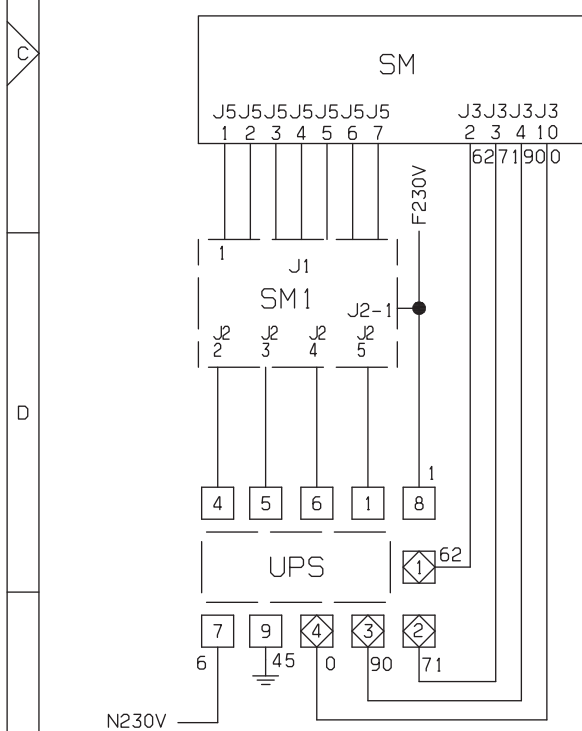 C
SM
J5 J5 J5 J5 J5 J5 J5 J3 J3 J3 J3
1 2 3 4 5 6 7 2 3 4 10
62 71 90 0
F230V
1
J1
SM1
J2-1
J2 J2 J2 J2
2 3 4 5
D
1
4 5 6 1 8
UPS
1 62
7 9 4 3 2
6 45 0 90 71
N230V